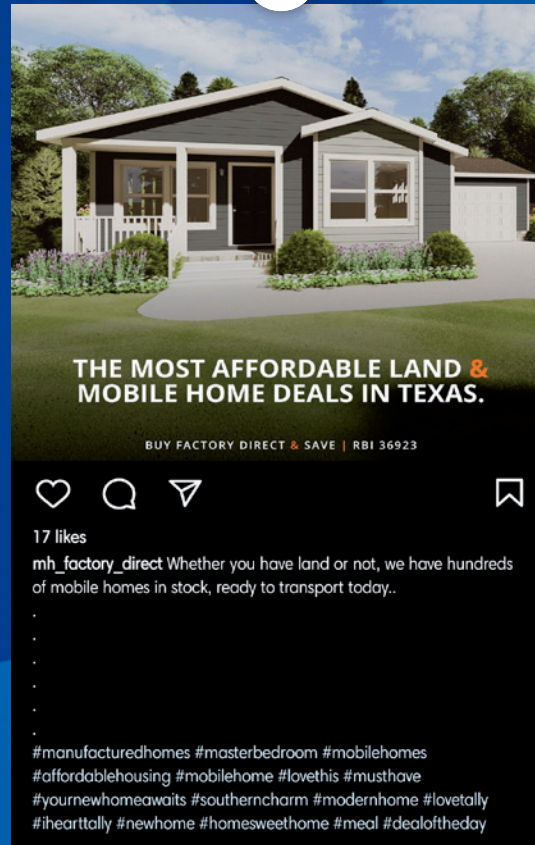 THE MOST AFFORDABLE LAND &
MOBILE HOME DEALS IN TEXAS.
BUY FACTORY DIRECT & SAVE | RBI 36923
17 likes
mh_factory_direct Whether you have land or not, we have hundreds
of mobile homes in stock, ready to transport today..
.
.
.
.
.
.
#manufacturedhomes #masterbedroom #mobilehomes
#affordablehousing #mobilehome #lovethis #musthave
#yournewhomeawaits #southerncharm #modernhome #lovetally
#ihearttally #newhome #homesweethome #meal #dealoftheday